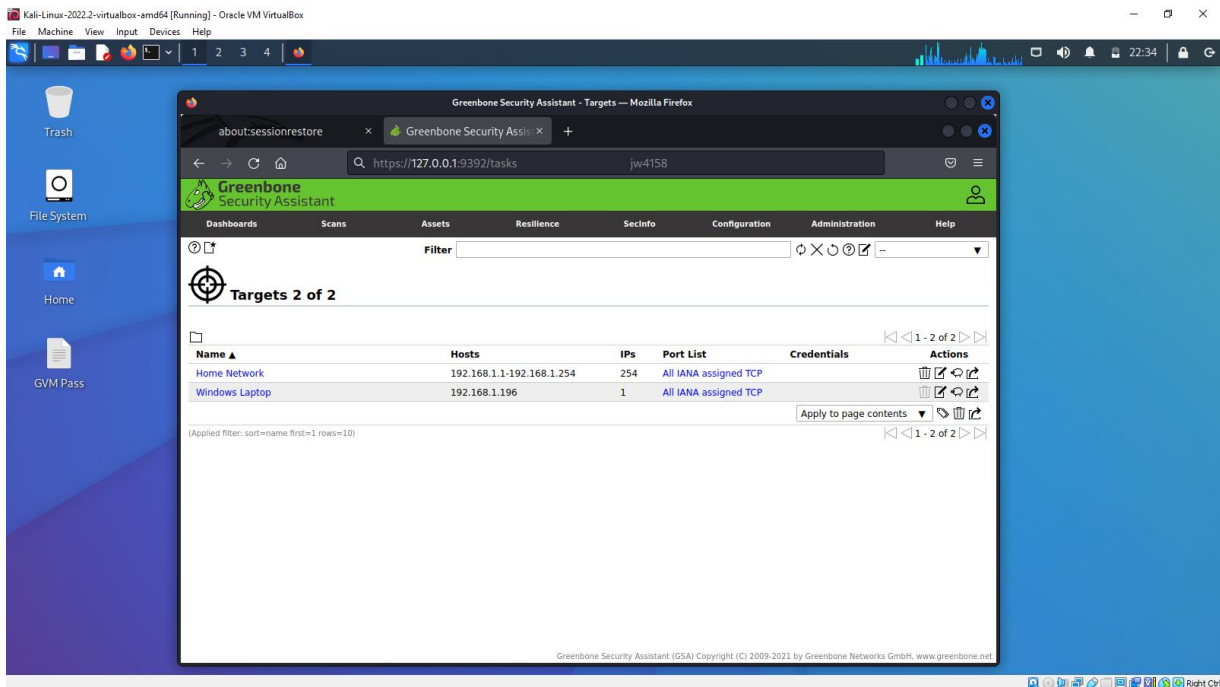 Kali-Linux-2022.2-virtualbox-amd64 [Running] - Oracle VM VirtualBox
File Machine View Input Devices Help
1 2 3 4 22:34
Trash
File System
Home
GVM Pass
Greenbone Security Assistant - Targets — Mozilla Firefox
about:sessionrestore × Greenbone Security Assis × +
https://127.0.0.1:9392/tasks jw4158
Greenbone
Security Assistant
Dashboards Scans Assets Resilience SecInfo Configuration Administration Help
Filter --
Targets 2 of 2
1 - 2 of 2
Name ▲ Hosts IPs Port List Credentials Actions
Home Network 192.168.1.1-192.168.1.254 254 All IANA assigned TCP
Windows Laptop 192.168.1.196 1 All IANA assigned TCP
Apply to page contents ▼
(Applied filter: sort=name first=1 rows=10) 1 - 2 of 2
Greenbone Security Assistant (GSA) Copyright (C) 2009-2021 by Greenbone Networks GmbH, www.greenbone.net
Right Ctrl